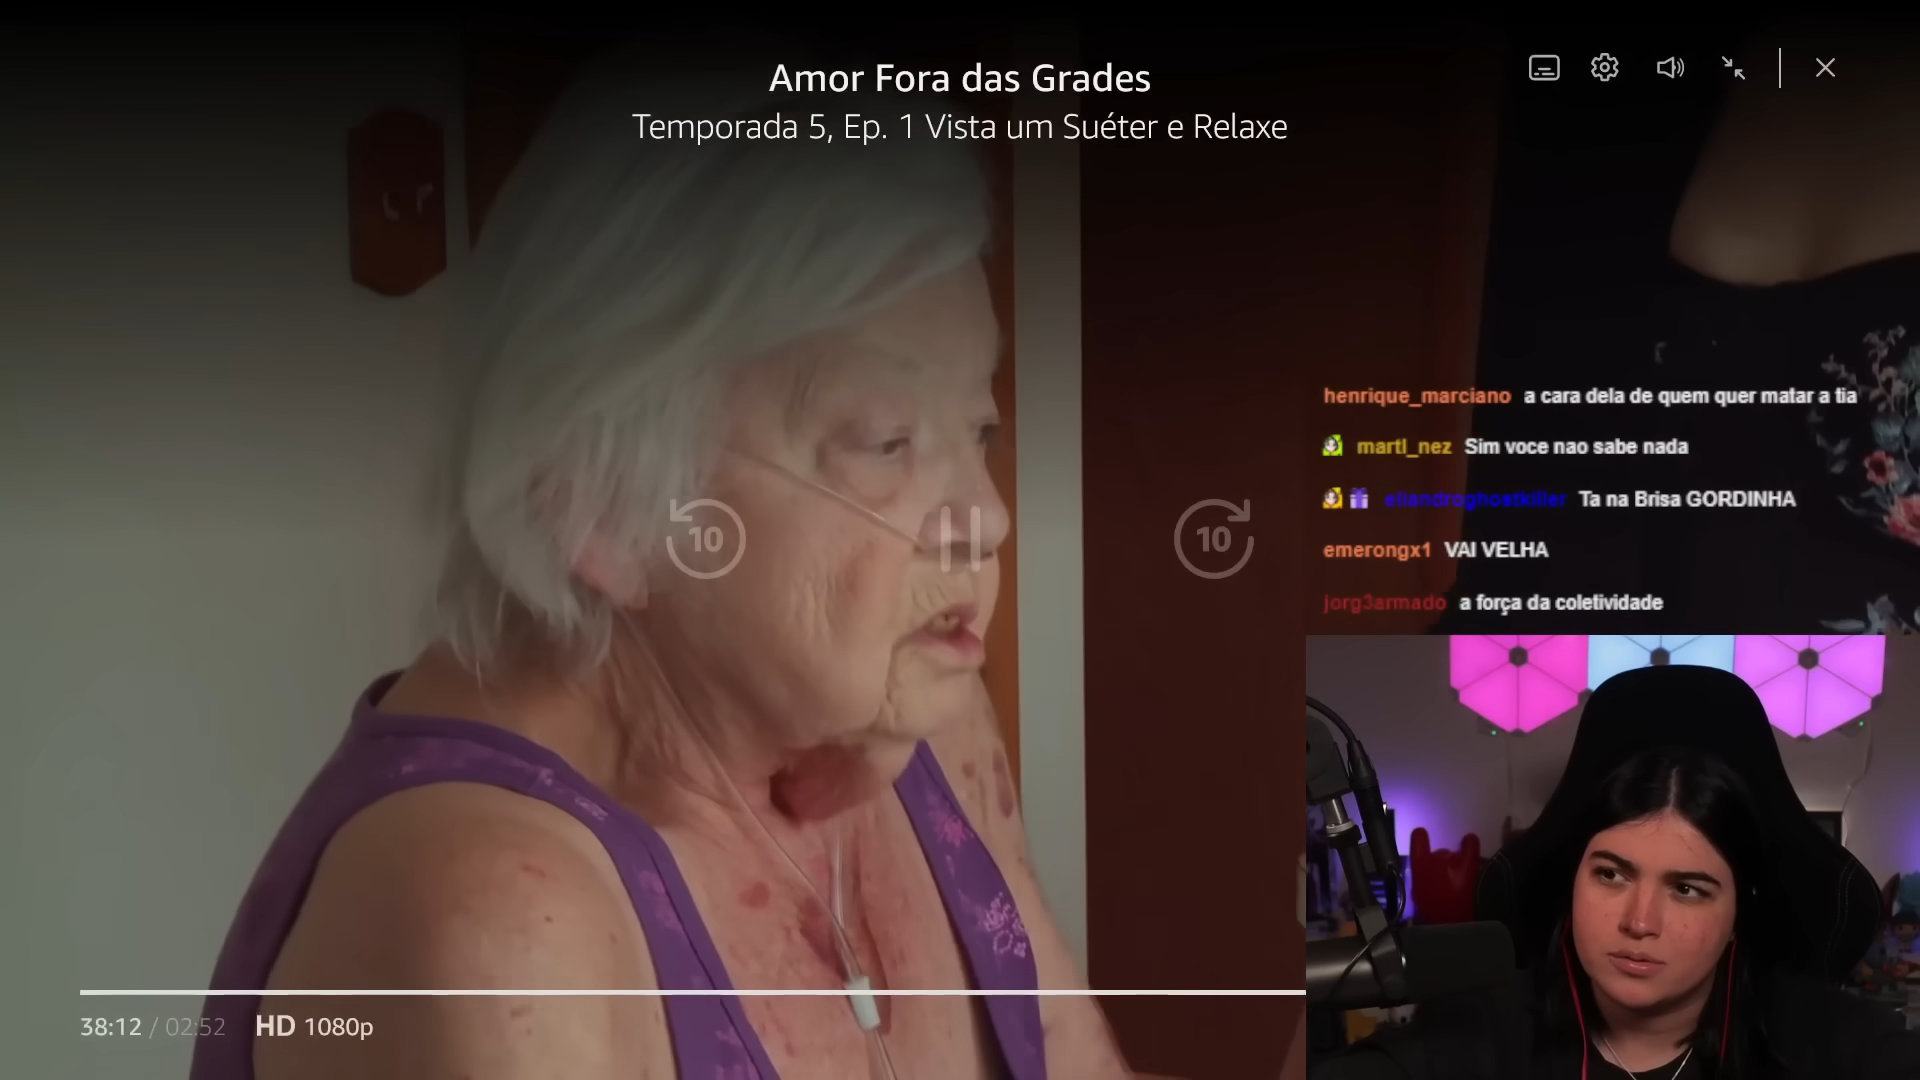 Amor Fora das Grades
Temporada 5, Ep. 1 Vista um Suéter e Relaxe
henrique_marciano a cara dela de quem quer matar a tia
martl_nez Sim voce nao sabe nada
eliandroghostkiller Ta na Brisa GORDINHA
10
10
emerongx1 VAI VELHA
jorg3armado a força da coletividade
38:12 / 02:52 HD 1080p